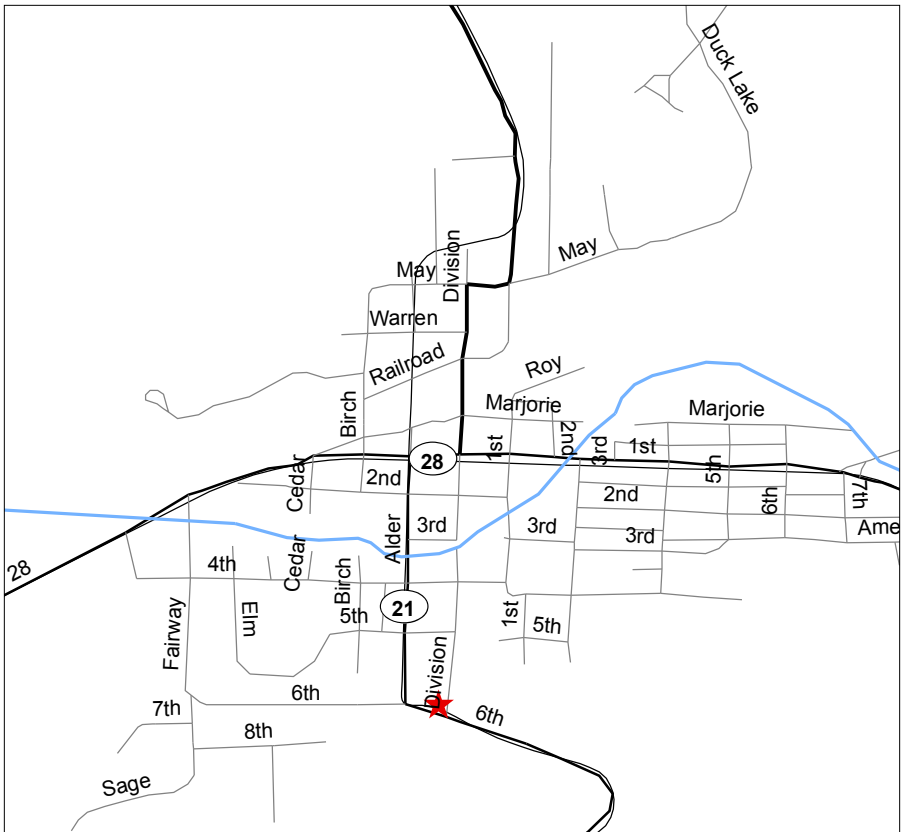 Duck Lake
Division
May
May
Warren
Railroad
Roy
Birch
Marjorie
Marjorie
1st
2nd
3rd
1st
28
5th
Cedar
2nd
2nd
6th
7th
Alder
3rd
3rd
3rd
Ame
28
4th
Cedar
Birch
21
Fairway
Elm
5th
1st
5th
Division
6th
6th
7th
8th
Sage